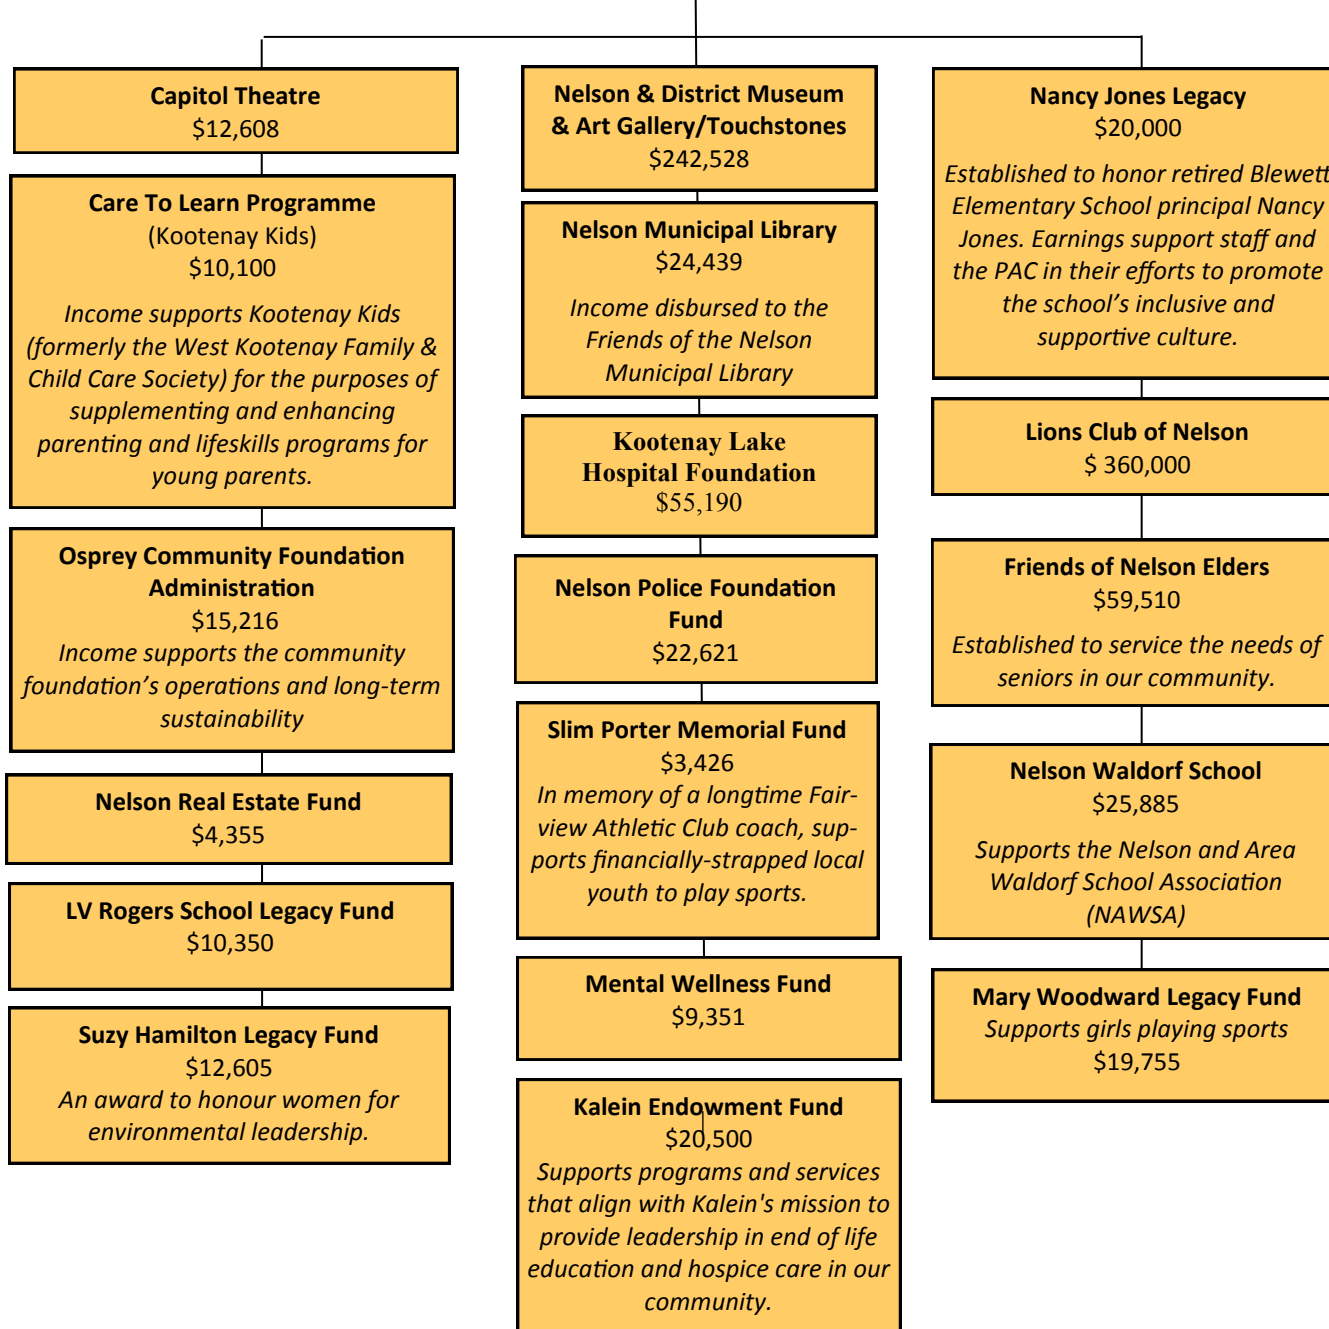 Capitol Theatre
$12,608
Care To Learn Programme
(Kootenay Kids)
$10,100
Income supports Kootenay Kids
(formerly the West Kootenay Family &
Child Care Society) for the purposes of
supplementing and enhancing
parenting and lifeskills programs for
young parents.
Osprey Community Foundation
Administration
$15,216
Income supports the community
foundation’s operations and long-term
sustainability
Nelson Real Estate Fund
$4,355
LV Rogers School Legacy Fund
$10,350
Suzy Hamilton Legacy Fund
$12,605
An award to honour women for
environmental leadership.
Nelson & District Museum
& Art Gallery/Touchstones
$242,528
Nelson Municipal Library
$24,439
Income disbursed to the
Friends of the Nelson
Municipal Library
Kootenay Lake
Hospital Foundation
$55,190
Nelson Police Foundation
Fund
$22,621
Slim Porter Memorial Fund
$3,426
In memory of a longtime Fair-
view Athletic Club coach, sup-
ports financially-strapped local
youth to play sports.
Mental Wellness Fund
$9,351
Kalein Endowment Fund
$20,500
Supports programs and services
that align with Kalein's mission to
provide leadership in end of life
education and hospice care in our
community.
Nancy Jones Legacy
$20,000
Established to honor retired Blewett
Elementary School principal Nancy
Jones. Earnings support staff and
the PAC in their efforts to promote
the school’s inclusive and
supportive culture.
Lions Club of Nelson
$ 360,000
Friends of Nelson Elders
$59,510
Established to service the needs of
seniors in our community.
Nelson Waldorf School
$25,885
Supports the Nelson and Area
Waldorf School Association
(NAWSA)
Mary Woodward Legacy Fund
Supports girls playing sports
$19,755